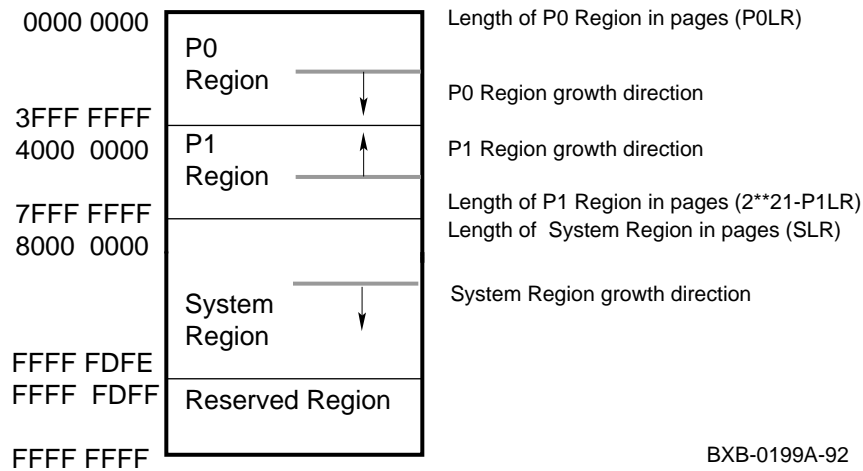 0000 0000
Length of P0 Region in pages (P0LR)
P0
Region
P0 Region growth direction
3FFF FFFF
4000 0000
P1
Region
P1 Region growth direction
Length of P1 Region in pages (2**21-P1LR)
7FFF FFFF
Length of System Region in pages (SLR)
8000 0000
System
Region
System Region growth direction
FFFF FDFE
FFFF FDFF
Reserved Region
FFFF FFFF
BXB-0199A-92